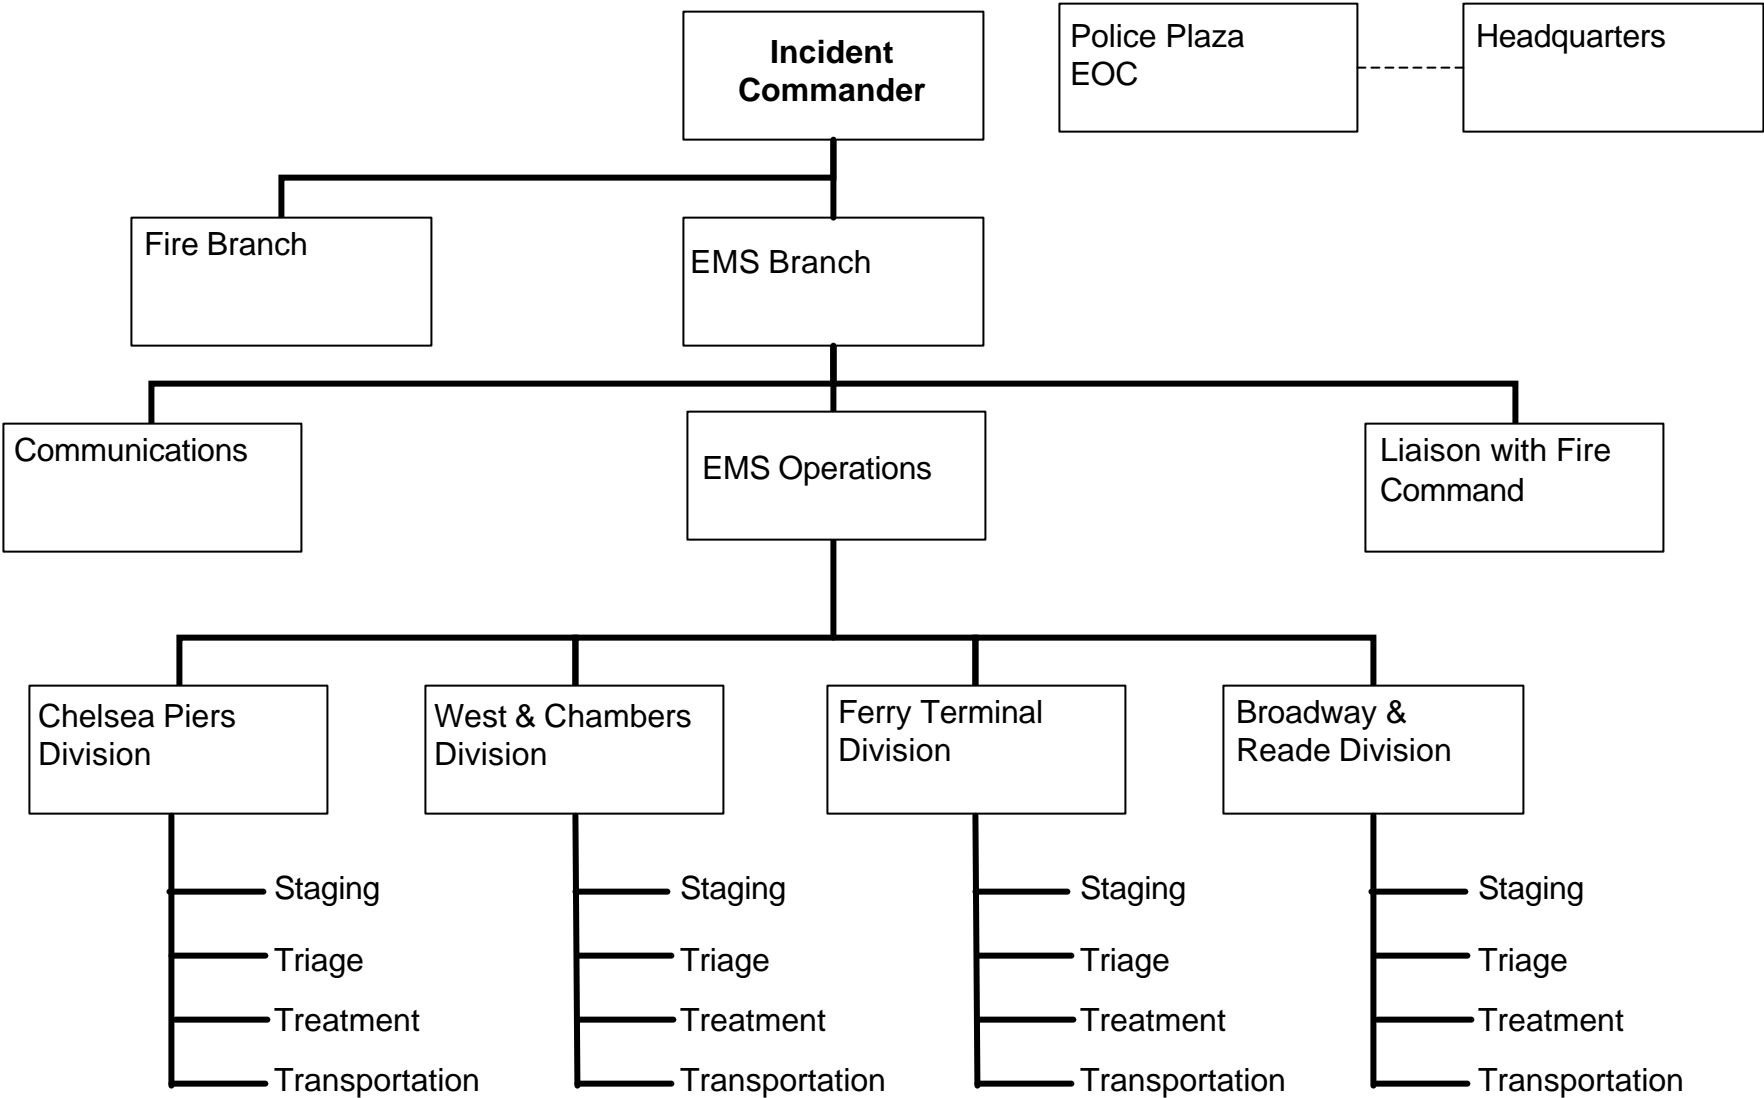 Incident
Commander
Police Plaza
EOC
Headquarters
Fire Branch
EMS Branch
Communications
EMS Operations
Liaison with Fire
Command
Chelsea Piers
Division
West & Chambers
Division
Ferry Terminal
Division
Broadway &
Reade Division
Staging
Triage
Treatment
Transportation
Staging
Triage
Treatment
Transportation
Staging
Triage
Treatment
Transportation
Staging
Triage
Treatment
Transportation